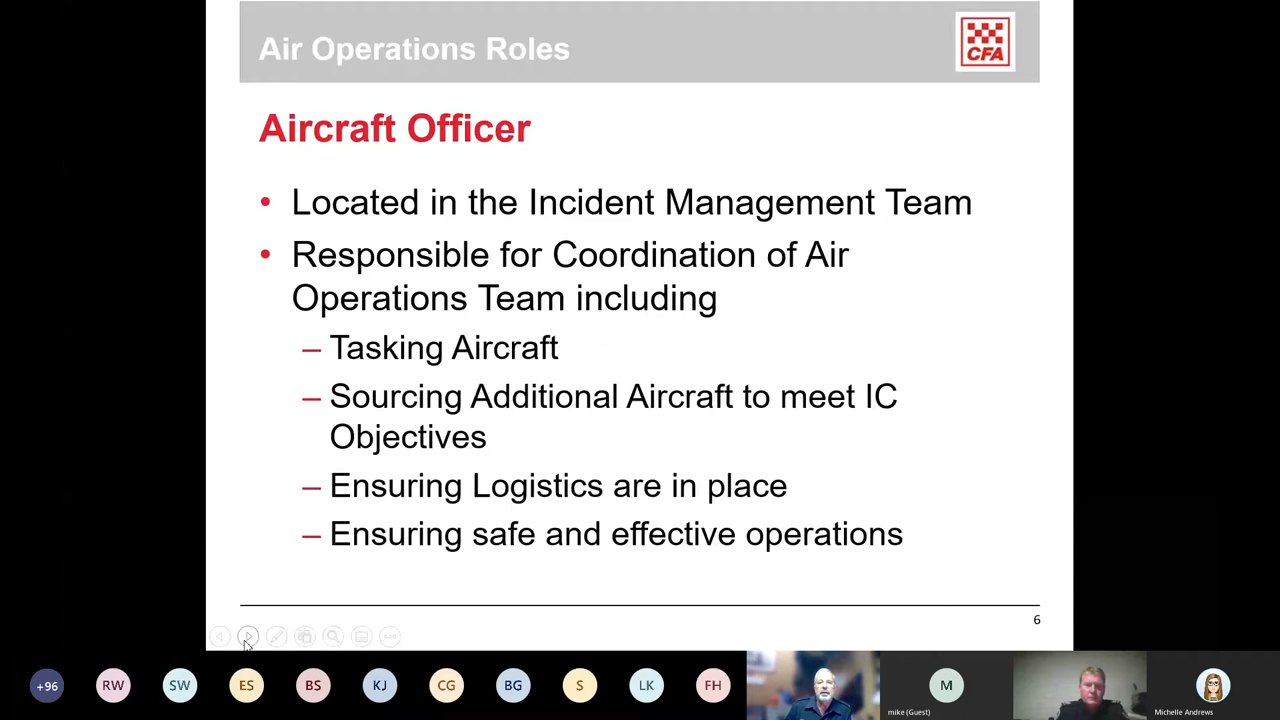 Air Operations Roles
CFA
Aircraft Officer
• Located in the Incident Management Team
• Responsible for Coordination of Air
Operations Team including
– Tasking Aircraft
– Sourcing Additional Aircraft to meet IC
Objectives
– Ensuring Logistics are in place
– Ensuring safe and effective operations
6
+96 RW SW ES BS KJ CG BG S LK FH M
mike (Guest)
Michelle Andrews